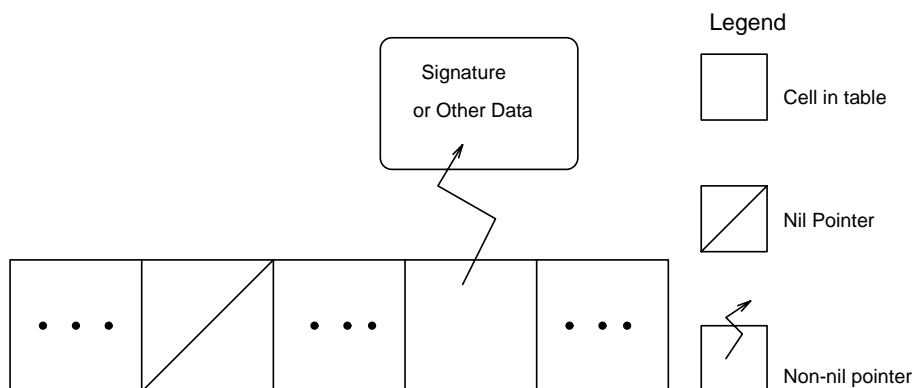 Legend
Signature
or Other Data
Cell in table
Nil Pointer
Non-nil pointer